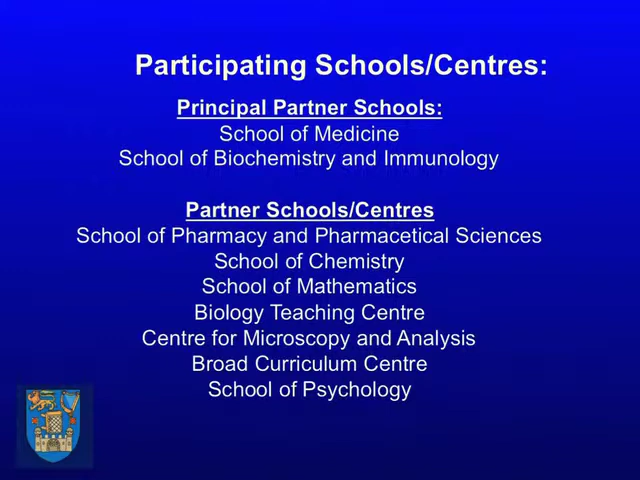 Participating Schools/Centres:
Principal Partner Schools:
School of Medicine
School of Biochemistry and Immunology
Partner Schools/Centres
School of Pharmacy and Pharmacetical Sciences
School of Chemistry
School of Mathematics
Biology Teaching Centre
Centre for Microscopy and Analysis
Broad Curriculum Centre
School of Psychology